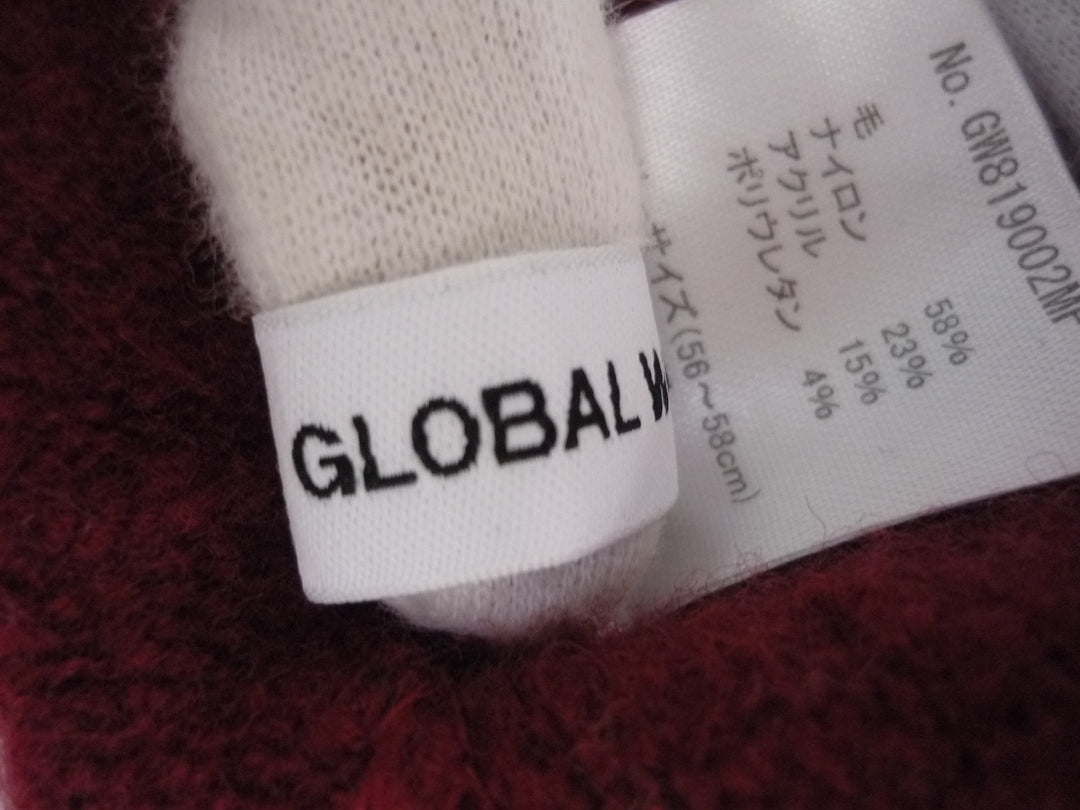 GLOBAL W
No. GW819002MF
毛 58%
ナイロン 23%
アクリル 15%
ポリウレタン 4%
サイズ(56〜58cm)